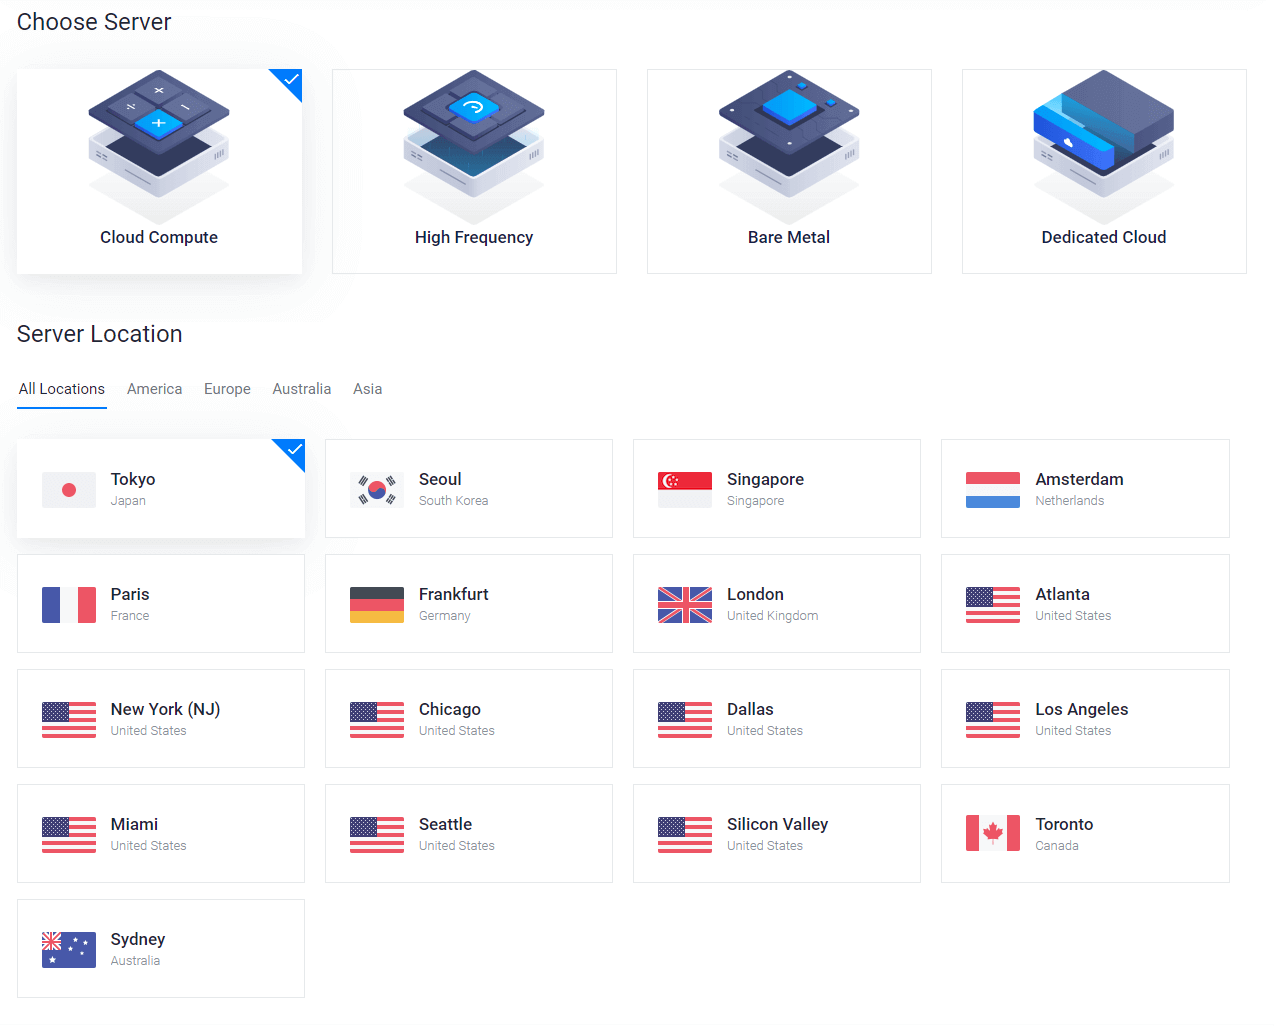 Choose Server
Cloud Compute
High Frequency
Bare Metal
Dedicated Cloud
Server Location
All Locations America Europe Australia Asia
Tokyo
Japan
Seoul
South Korea
Singapore
Singapore
Amsterdam
Netherlands
Paris
France
Frankfurt
Germany
London
United Kingdom
Atlanta
United States
New York (NJ)
United States
Chicago
United States
Dallas
United States
Los Angeles
United States
Miami
United States
Seattle
United States
Silicon Valley
United States
Toronto
Canada
Sydney
Australia